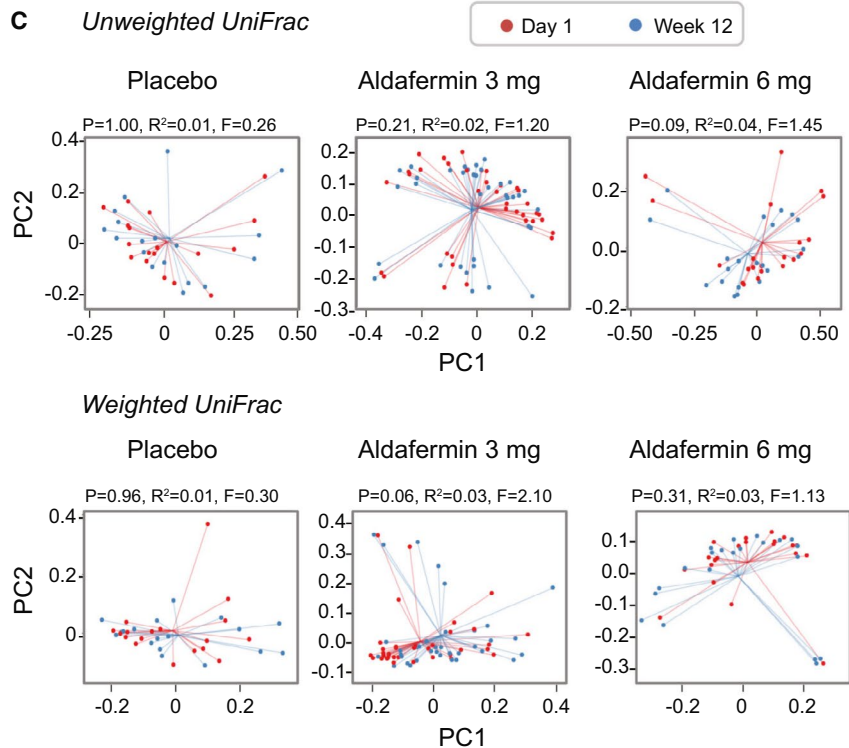 C Unweighted UniFrac
Day 1 Week 12
Placebo Aldafermin 3 mg Aldafermin 6 mg
P=1.00, R²=0.01, F=0.26 P=0.21, R²=0.02, F=1.20 P=0.09, R²=0.04, F=1.45
PC2
0.4
0.2
0
-0.2
-0.25 0 0.25 0.50
0.2
0.1
0.0
-0.1
-0.2
-0.3
-0.4 -0.2 0 0.2
0.2
0.0
-0.2
-0.50 -0.25 0 0.50
PC1
Weighted UniFrac
Placebo Aldafermin 3 mg Aldafermin 6 mg
P=0.96, R²=0.01, F=0.30 P=0.06, R²=0.03, F=2.10 P=0.31, R²=0.03, F=1.13
PC2
0.4
0.2
0
-0.2 0 0.2
0.4
0.3
0.2
0.1
0.0
-0.1
-0.2 0 0.2 0.4
0.1
0.0
-0.1
-0.2
-0.3
-0.2 0 0.2
PC1